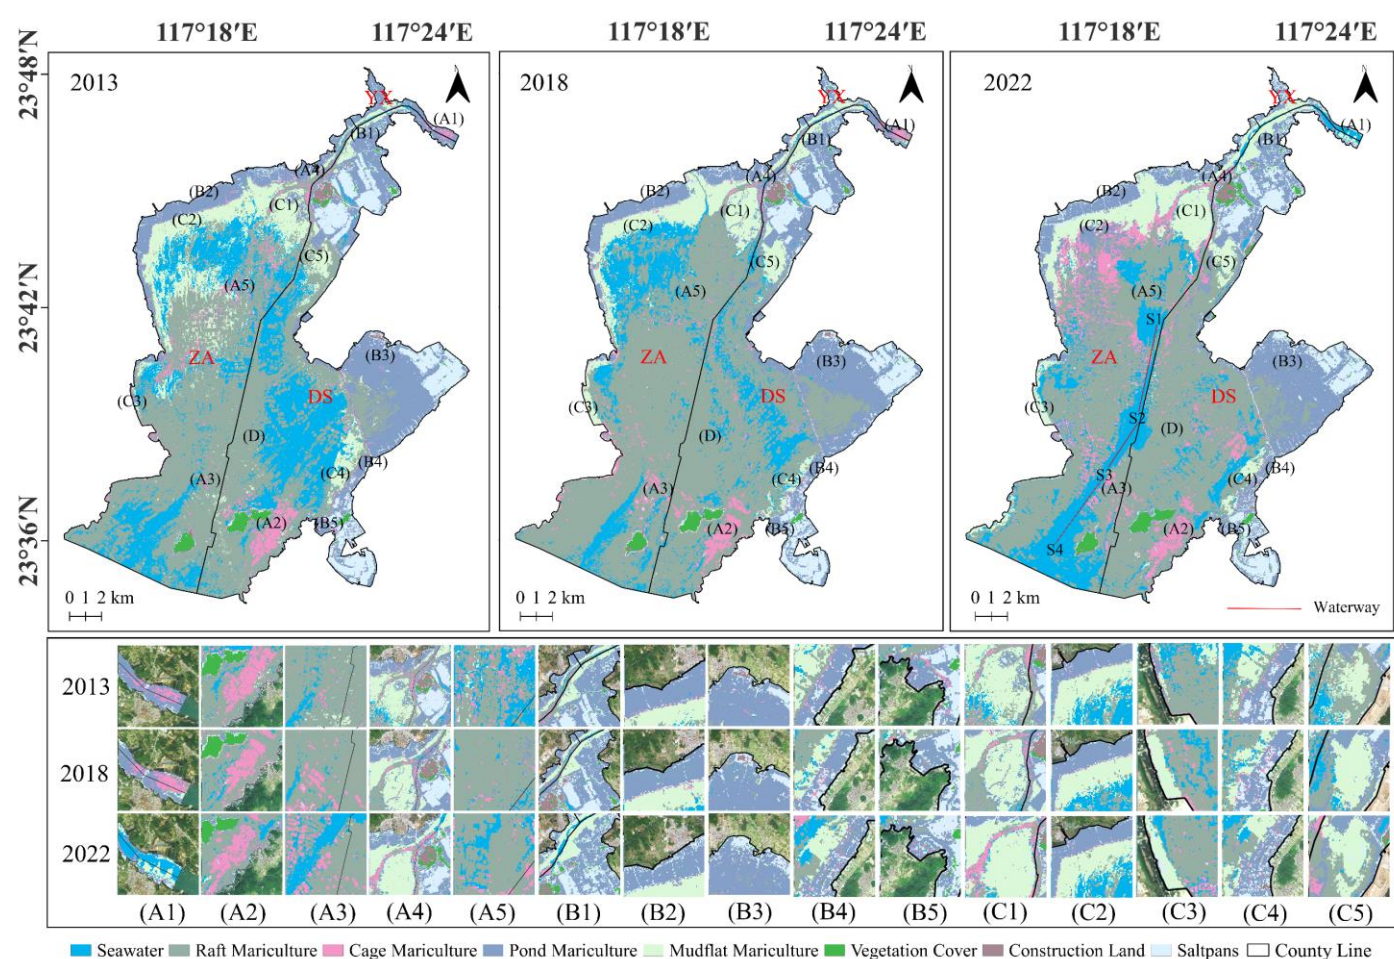 117°18′E 117°24′E 117°18′E 117°24′E 117°18′E 117°24′E
23°48′N
23°42′N
23°36′N
2013
N
YX
(A1)
(B1)
(A4)
(B2)
(C1)
(C2)
(C5)
(A5)
ZA
(B3)
DS
(C3)
(D)
(B4)
(C4)
(A3)
(A2)
(B5)
0 1 2 km
2018
N
YX
(A1)
(B1)
(A4)
(B2)
(C1)
(C2)
(C5)
(A5)
ZA
(B3)
DS
(C3)
(D)
(B4)
(C4)
(A3)
(A2)
(B5)
0 1 2 km
2022
N
YX
(A1)
(B1)
(A4)
(B2)
(C1)
(C2)
(C5)
(A5)
S1
ZA
(B3)
DS
(C3)
S2
(D)
(B4)
S3
(C4)
(A3)
(A2)
(B5)
S4
0 1 2 km
Waterway
2013
2018
2022
(A1) (A2) (A3) (A4) (A5) (B1) (B2) (B3) (B4) (B5) (C1) (C2) (C3) (C4) (C5)
Seawater Raft Mariculture Cage Mariculture Pond Mariculture Mudflat Mariculture Vegetation Cover Construction Land Saltpans County Line